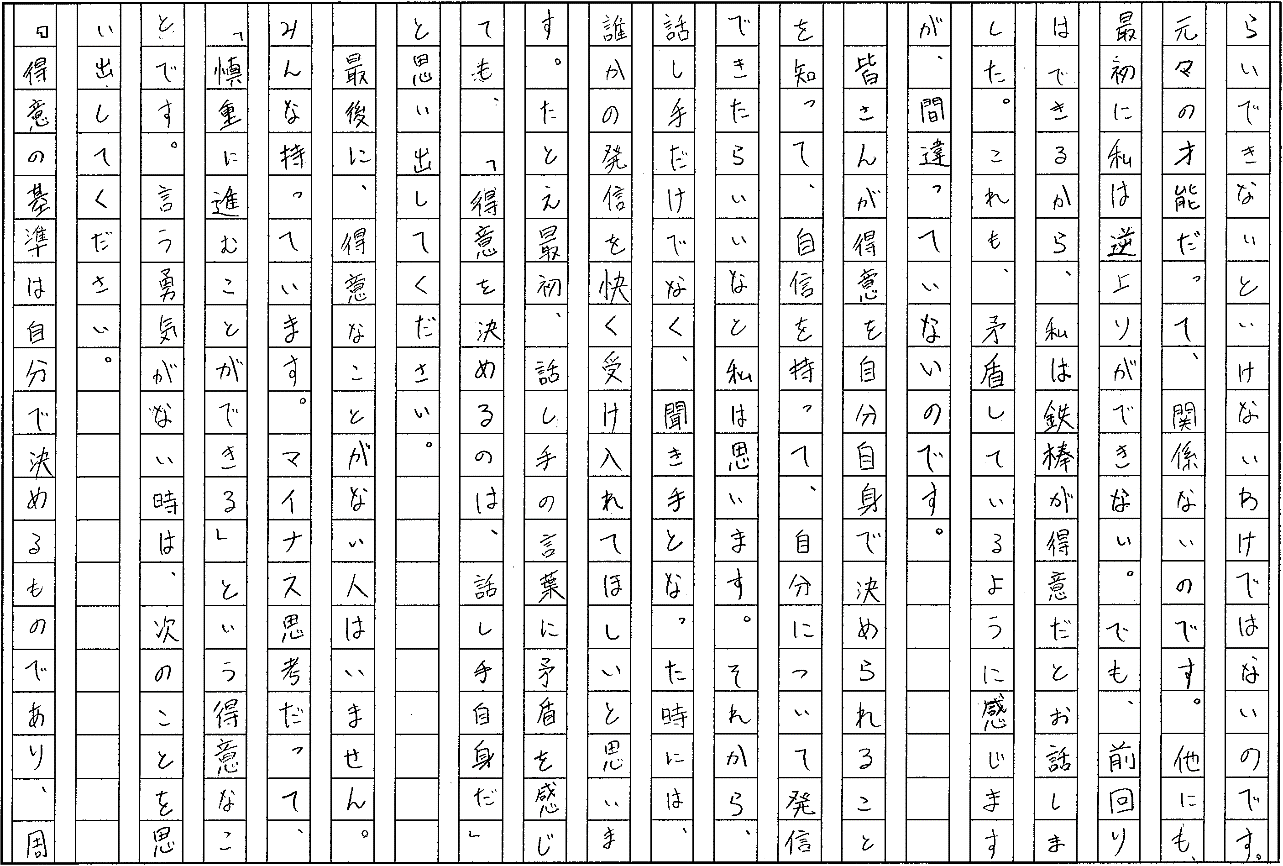 らいできないといけないわけではないのです。
元々の才能だって、関係ないのです。他にも、
最初に私は逆上りができない。でも、前回り
はできるから、私は鉄棒が得意だとお話しま
した。これも、矛盾しているように感じます
が、間違っていないのです。
皆さんが得意を自分自身で決められること
を知って、自信を持って、自分について発信
できたらいいなと私は思います。それから、
話し手だけでなく、聞き手となった時には、
誰かの発信を快く受け入れてほしいと思いま
す。たとえ最初、話し手の言葉に矛盾を感じ
ても、「得意を決めるのは、話し手自身だ」
と思い出してください。
最後に、得意なことがない人はいません。
みんな持っています。マイナス思考だって、
「慎重に進むことができる」という得意なこ
とです。言う勇気がない時は、次のことを思
い出してください。
『得意の基準は自分で決めるものであり、周